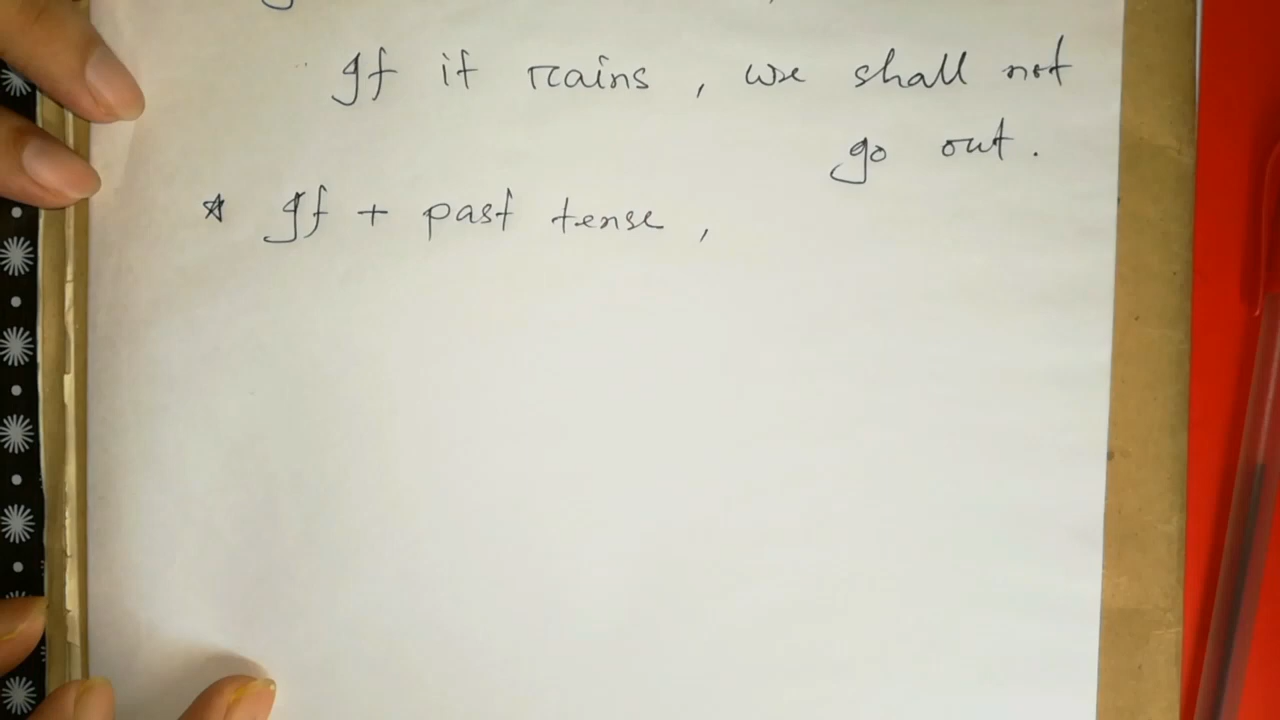 If it rains, we shall not
go out.
* If + past tense,